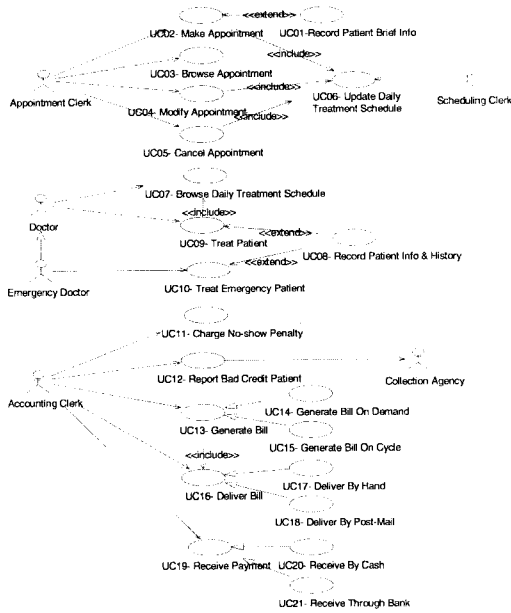 <<extend>>
UC02- Make Appointment UC01-Record Patient Brief Info
<<include>>
UC03- Browse Appointment
Appointment Clerk
<<include>>
UC04- Modify Appointment
UC06- Update Daily
Treatment Schedule
Scheduling Clerk
<<include>>
UC05- Cancel Appointment
UC07- Browse Daily Treatment Schedule
<<include>>
Doctor
<<extend>>
UC09- Treat Patient
UC08- Record Patient Info & History
<<extend>>
Emergency Doctor
UC10- Treat Emergency Patient
UC11- Charge No-show Penalty
UC12- Report Bad Credit Patient
Collection Agency
Accounting Clerk
UC14- Generate Bill On Demand
UC13- Generate Bill
UC15- Generate Bill On Cycle
<<include>>
UC17- Deliver By Hand
UC16- Deliver Bill
UC18- Deliver By Post-Mail
UC19- Receive Payment UC20- Receive By Cash
UC21- Receive Through Bank